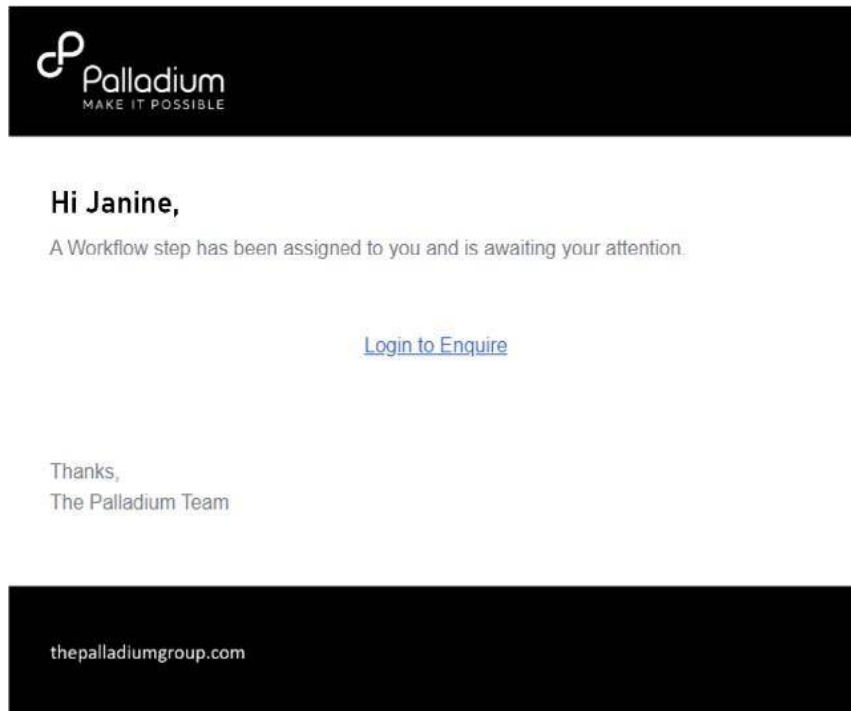 Palladium
MAKE IT POSSIBLE
Hi Janine,
A Workflow step has been assigned to you and is awaiting your attention.
Login to Enquire
Thanks,
The Palladium Team
thepalladiumgroup.com